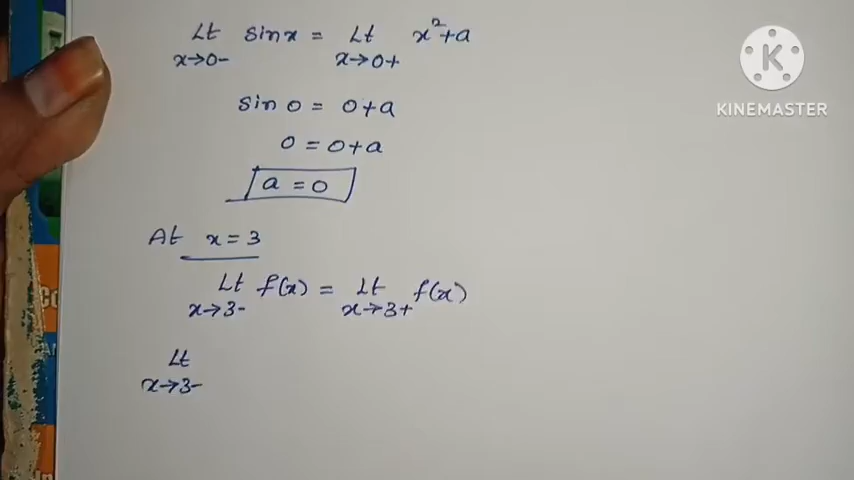 Lt sinx = Lt x²+a
x→0- x→0+
sin 0 = 0+a
0 = 0+a
a = 0
At x=3
Lt f(x) = Lt f(x)
x→3- x→3+
Lt
x→3-
K
KINEMASTER